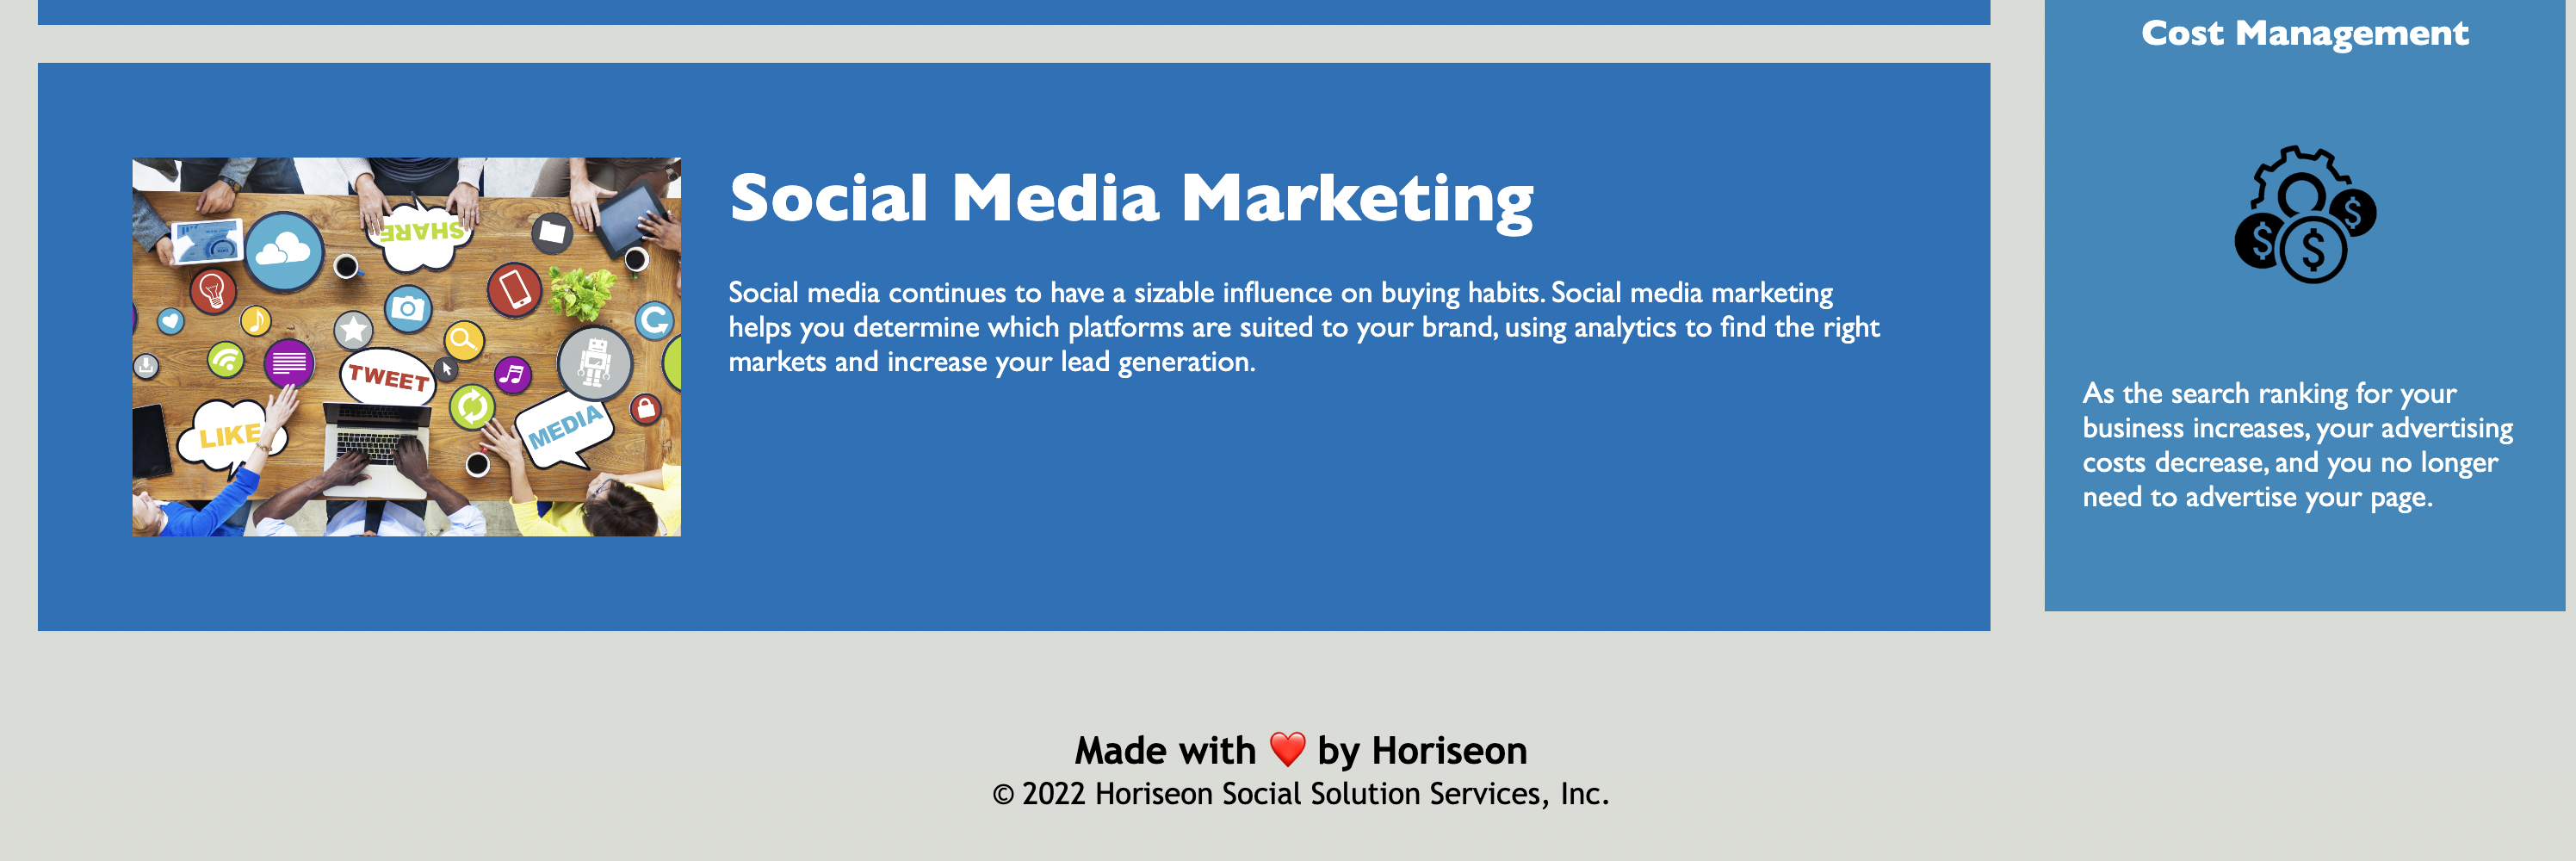 Cost Management
SHARE
TWEET
LIKE
MEDIA
Social Media Marketing
Social media continues to have a sizable influence on buying habits. Social media marketing
helps you determine which platforms are suited to your brand, using analytics to find the right
markets and increase your lead generation.
$
$
$
As the search ranking for your
business increases, your advertising
costs decrease, and you no longer
need to advertise your page.
Made with ❤️ by Horiseon
© 2022 Horiseon Social Solution Services, Inc.